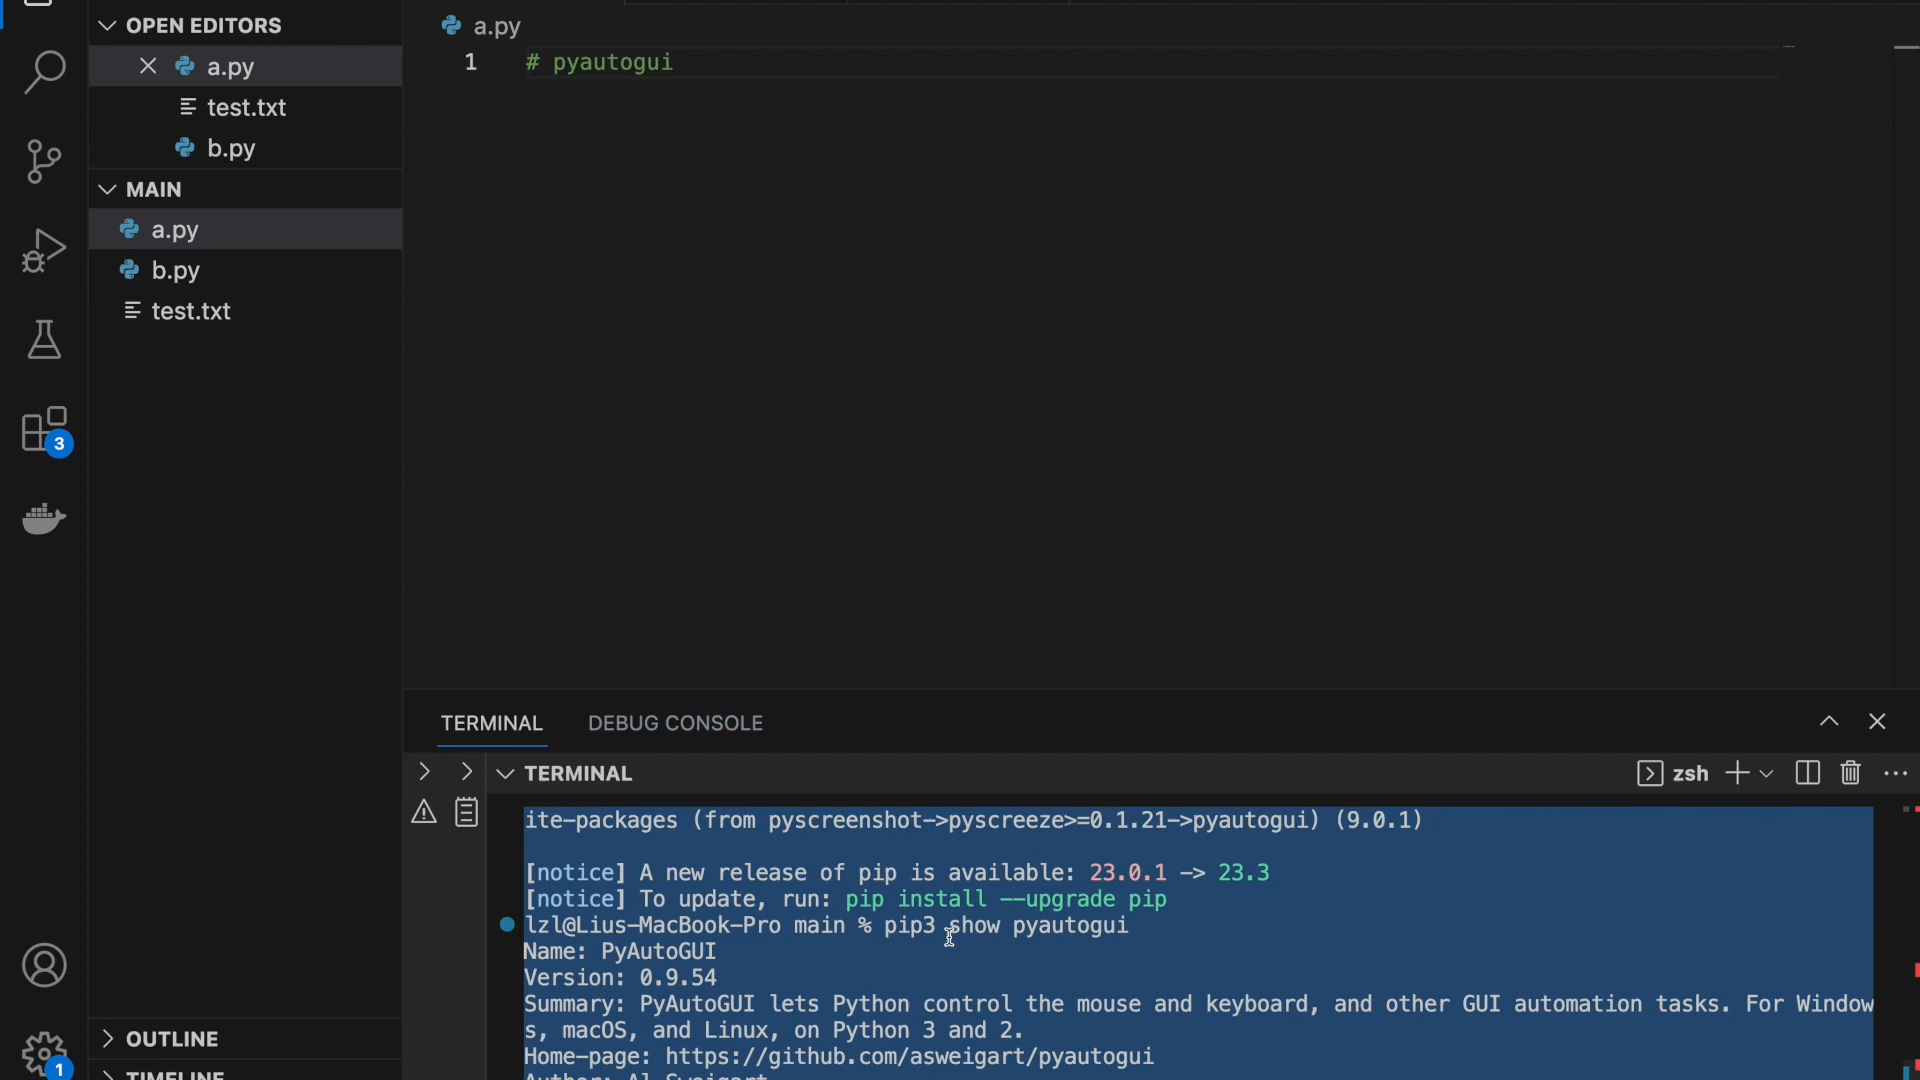 OPEN EDITORS
a.py
test.txt
b.py
MAIN
a.py
b.py
test.txt
3
OUTLINE
TIMELINE
1
a.py
1 # pyautogui
TERMINAL DEBUG CONSOLE
TERMINAL
zsh
ite-packages (from pyscreenshot->pyscreeze>=0.1.21->pyautogui) (9.0.1)
[notice] A new release of pip is available: 23.0.1 -> 23.3
[notice] To update, run: pip install --upgrade pip
lzl@Lius-MacBook-Pro main % pip3 show pyautogui
Name: PyAutoGUI
Version: 0.9.54
Summary: PyAutoGUI lets Python control the mouse and keyboard, and other GUI automation tasks. For Window
s, macOS, and Linux, on Python 3 and 2.
Home-page: https://github.com/asweigart/pyautogui
Author: Al Sweigart